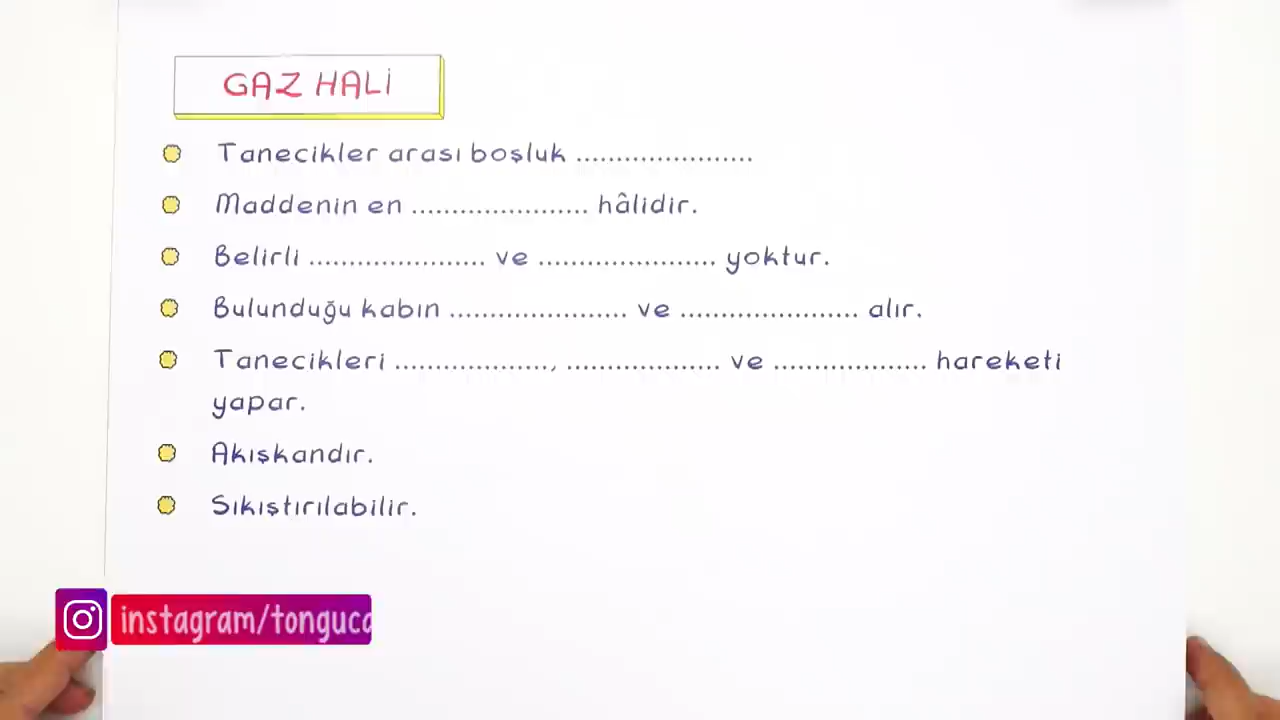 GAZ HALİ
Tanecikler arası boşluk ......................
Maddenin en ...................... hâlidir.
Belirli ...................... ve ...................... yoktur.
Bulunduğu kabın ...................... ve ...................... alır.
Tanecikleri ..................., ................... ve ................... hareketi
yapar.
Akışkandır.
Sıkıştırılabilir.
instagram/tonguc